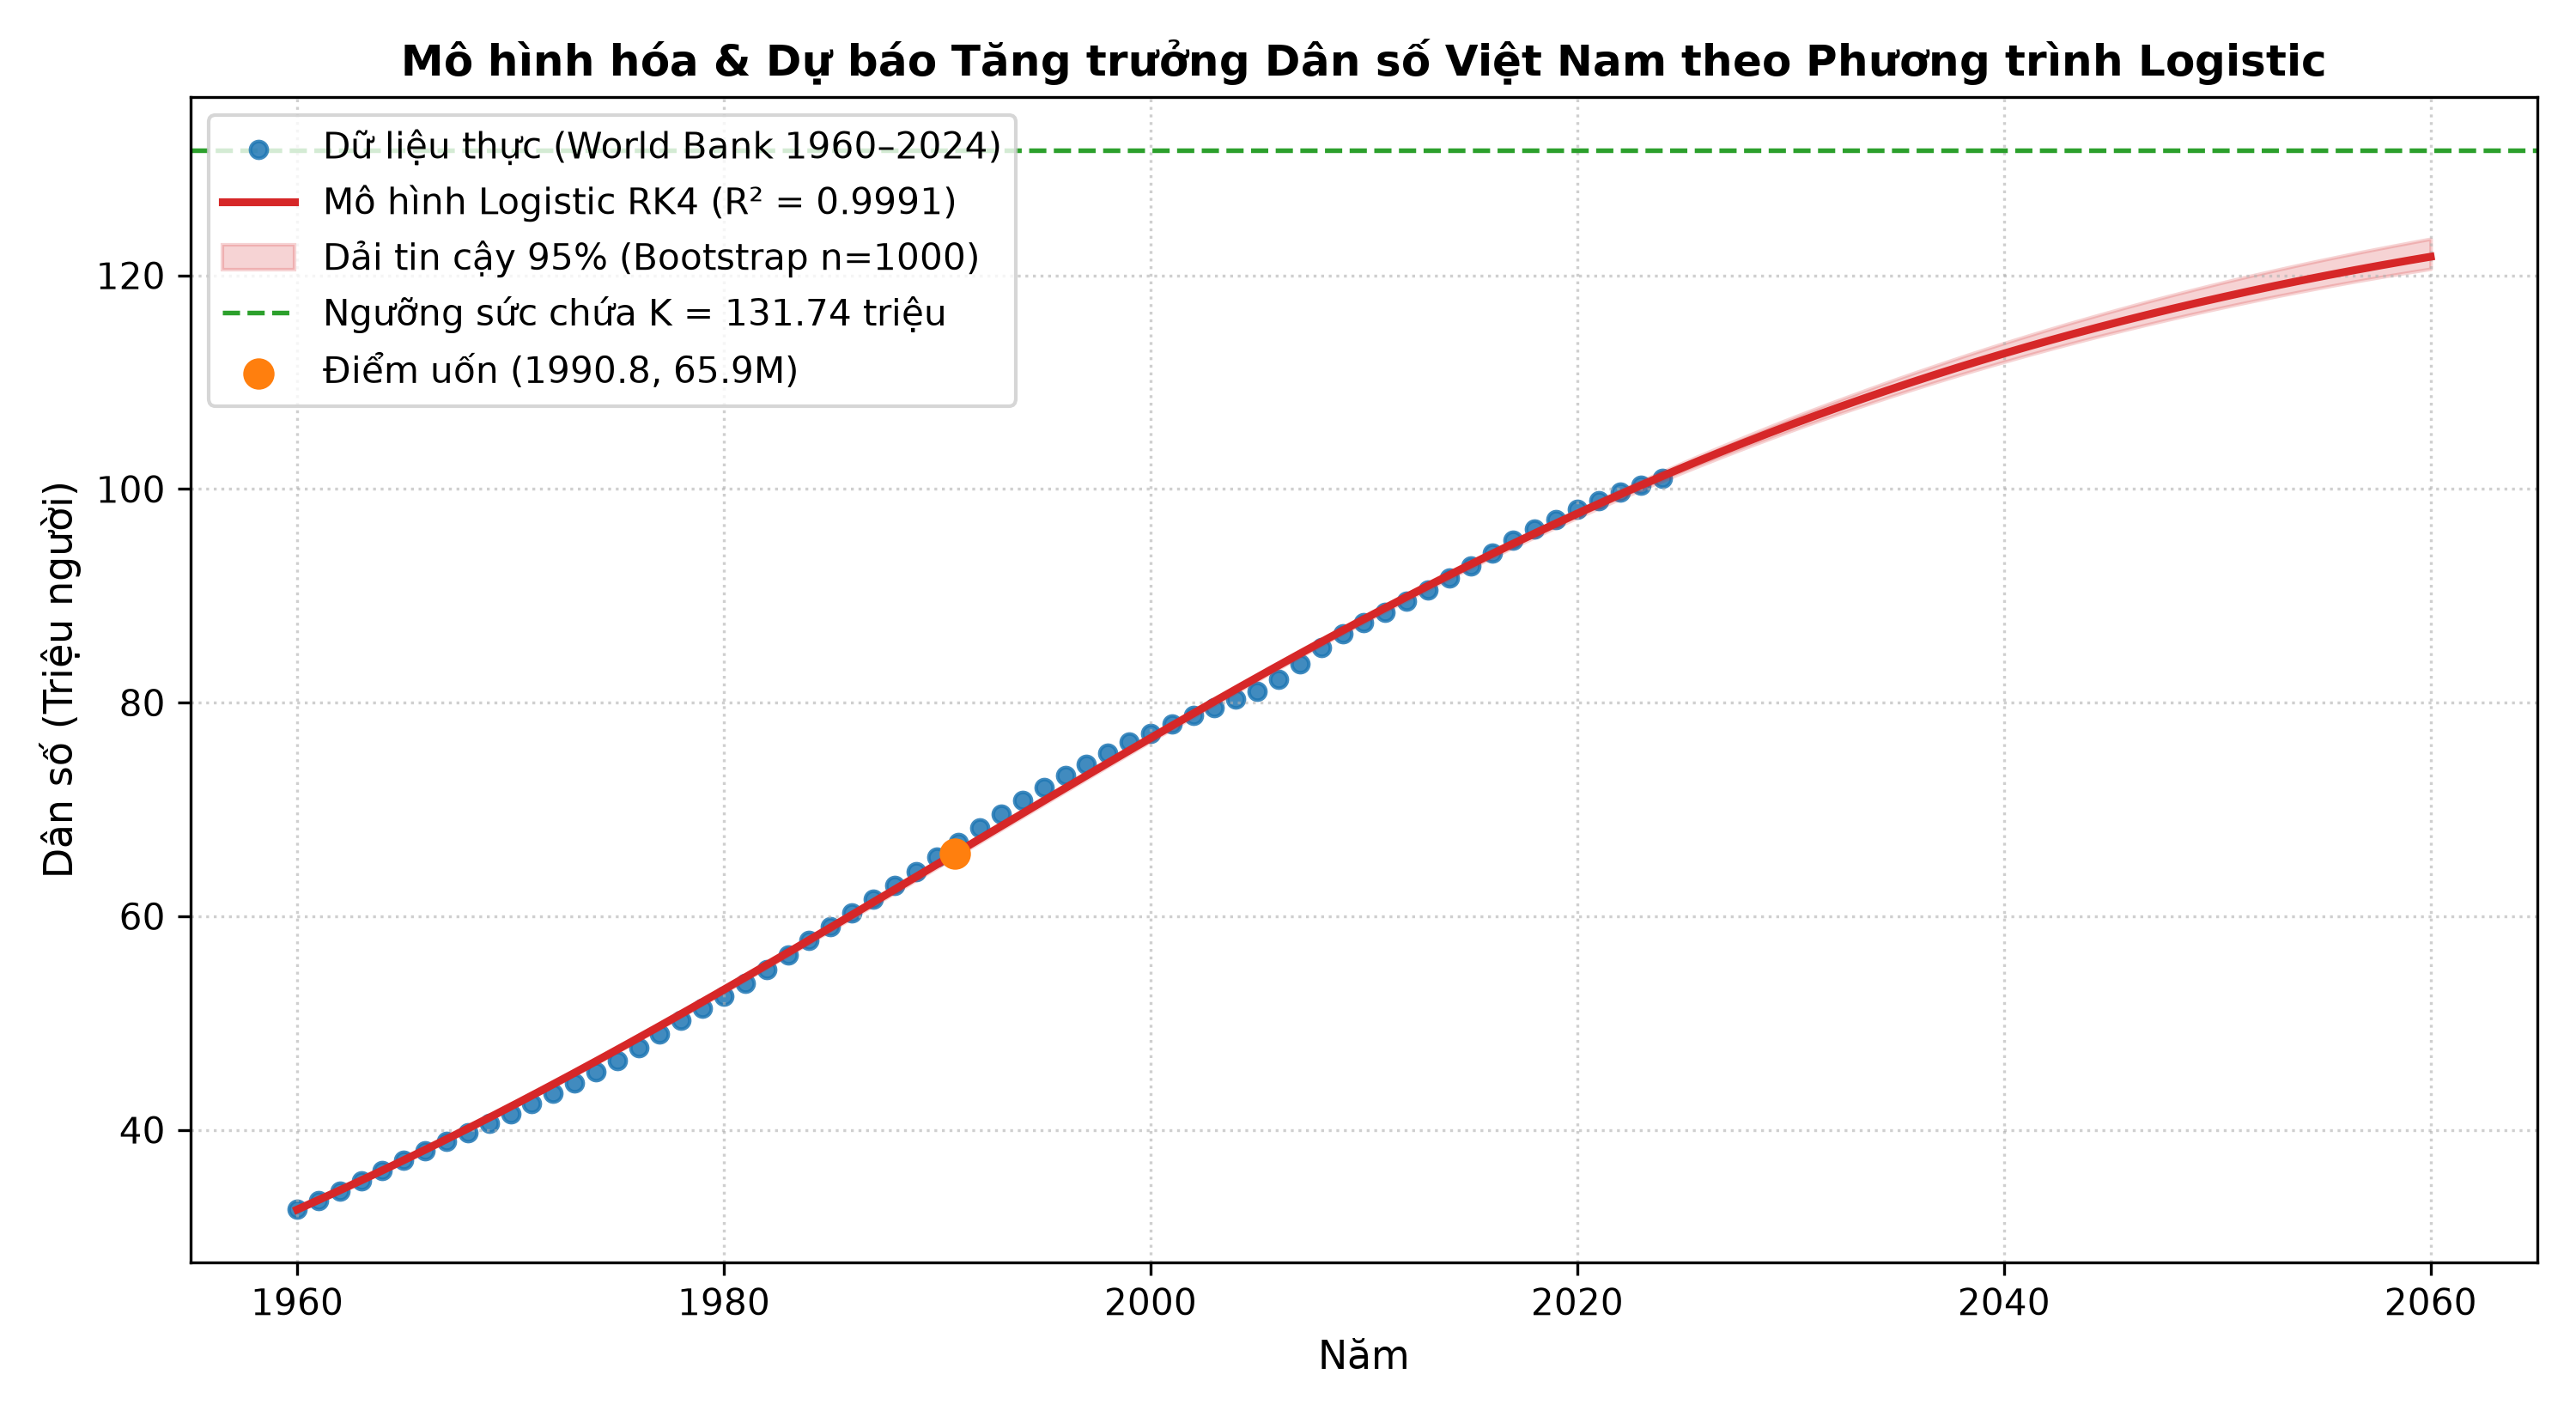 Mô hình hóa & Dự báo Tăng trưởng Dân số Việt Nam theo Phương trình Logistic
Dữ liệu thực (World Bank 1960–2024)
Mô hình Logistic RK4 (R² = 0.9991)
Dải tin cậy 95% (Bootstrap n=1000)
Ngưỡng sức chứa K = 131.74 triệu
Điểm uốn (1990.8, 65.9M)
Dân số (Triệu người)
120
100
80
60
40
1960
1980
2000
2020
2040
2060
Năm